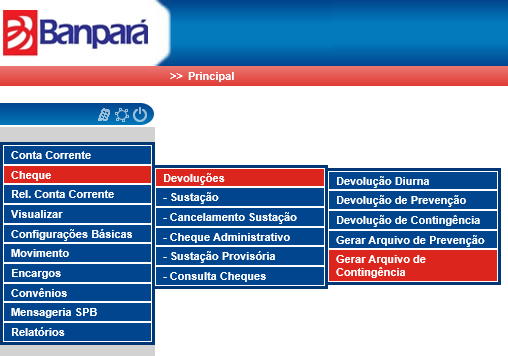 Banpará
>> Principal
Conta Corrente
Cheque
Rel. Conta Corrente
Visualizar
Configurações Básicas
Movimento
Encargos
Convênios
Mensageria SPB
Relatórios
Devoluções
- Sustação
- Cancelamento Sustação
- Cheque Administrativo
- Sustação Provisória
- Consulta Cheques
Devolução Diurna
Devolução de Prevenção
Devolução de Contingência
Gerar Arquivo de Prevenção
Gerar Arquivo de
Contingência